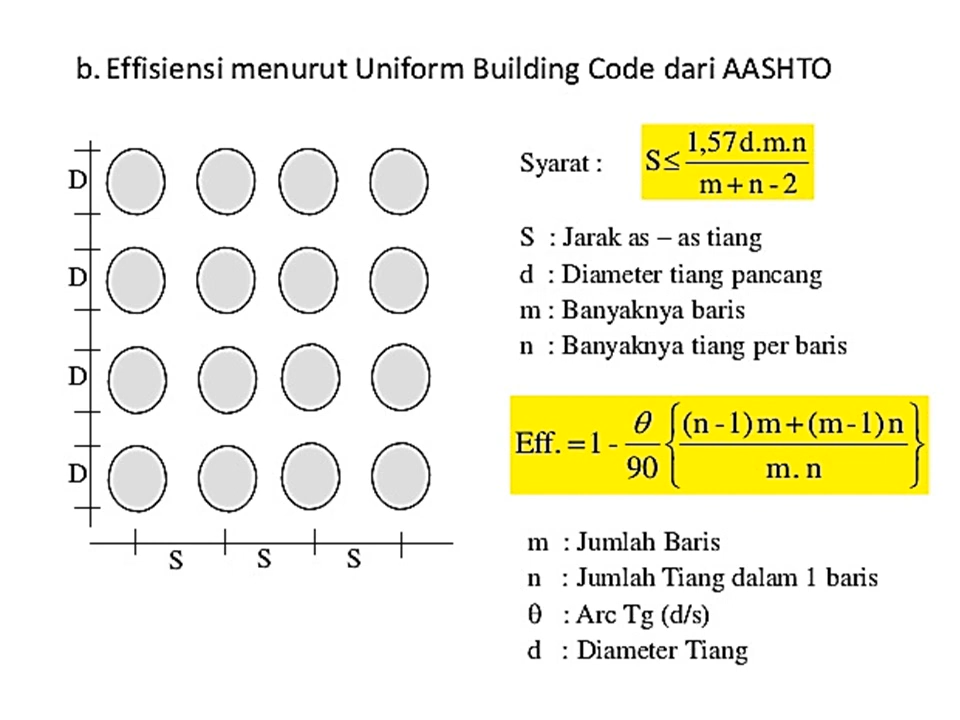 b. Effisiensi menurut Uniform Building Code dari AASHTO
D
D
D
D
S S S
Syarat : S≤ 1,57d.m.n / m+n-2
S : Jarak as – as tiang
d : Diameter tiang pancang
m : Banyaknya baris
n : Banyaknya tiang per baris
Eff. =1 - θ/90 {(n-1)m+(m-1)n / m.n}
m : Jumlah Baris
n : Jumlah Tiang dalam 1 baris
θ : Arc Tg (d/s)
d : Diameter Tiang